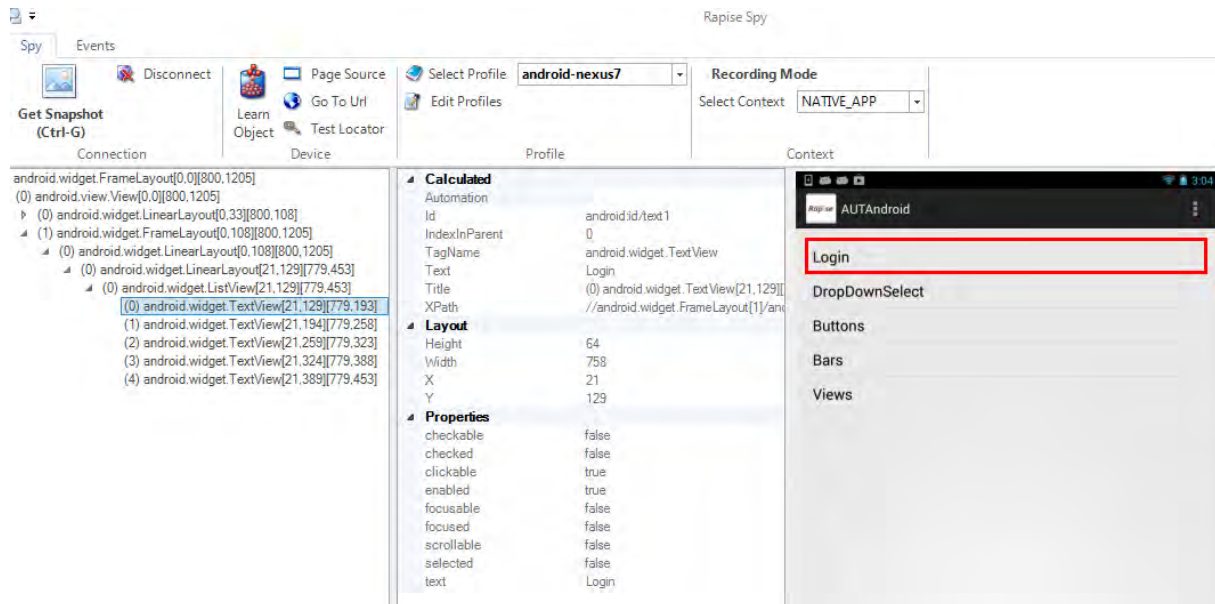 Rapise Spy
Spy Events
Get Snapshot (Ctrl-G)
Disconnect
Connection
Learn Object
Page Source
Go To Url
Test Locator
Device
Select Profile android-nexus7
Edit Profiles
Profile
Recording Mode
Select Context NATIVE_APP
Context
android.widget.FrameLayout[0,0][800,1205]
(0) android.view.View[0,0][800,1205]
(0) android.widget.LinearLayout[0,33][800,108]
(1) android.widget.FrameLayout[0,108][800,1205]
(0) android.widget.LinearLayout[0,108][800,1205]
(0) android.widget.LinearLayout[21,129][779,453]
(0) android.widget.ListView[21,129][779,453]
(0) android.widget.TextView[21,129][779,193]
(1) android.widget.TextView[21,194][779,258]
(2) android.widget.TextView[21,259][779,323]
(3) android.widget.TextView[21,324][779,388]
(4) android.widget.TextView[21,389][779,453]
Calculated
Automation
Id android:id/text1
IndexInParent 0
TagName android.widget.TextView
Text Login
Title (0) android.widget.TextView[21,129][
XPath //android.widget.FrameLayout[1]/and
Layout
Height 64
Width 758
X 21
Y 129
Properties
checkable false
checked false
clickable true
enabled true
focusable false
focused false
scrollable false
selected false
text Login
3:04
Rapise AUTAndroid
Login
DropDownSelect
Buttons
Bars
Views